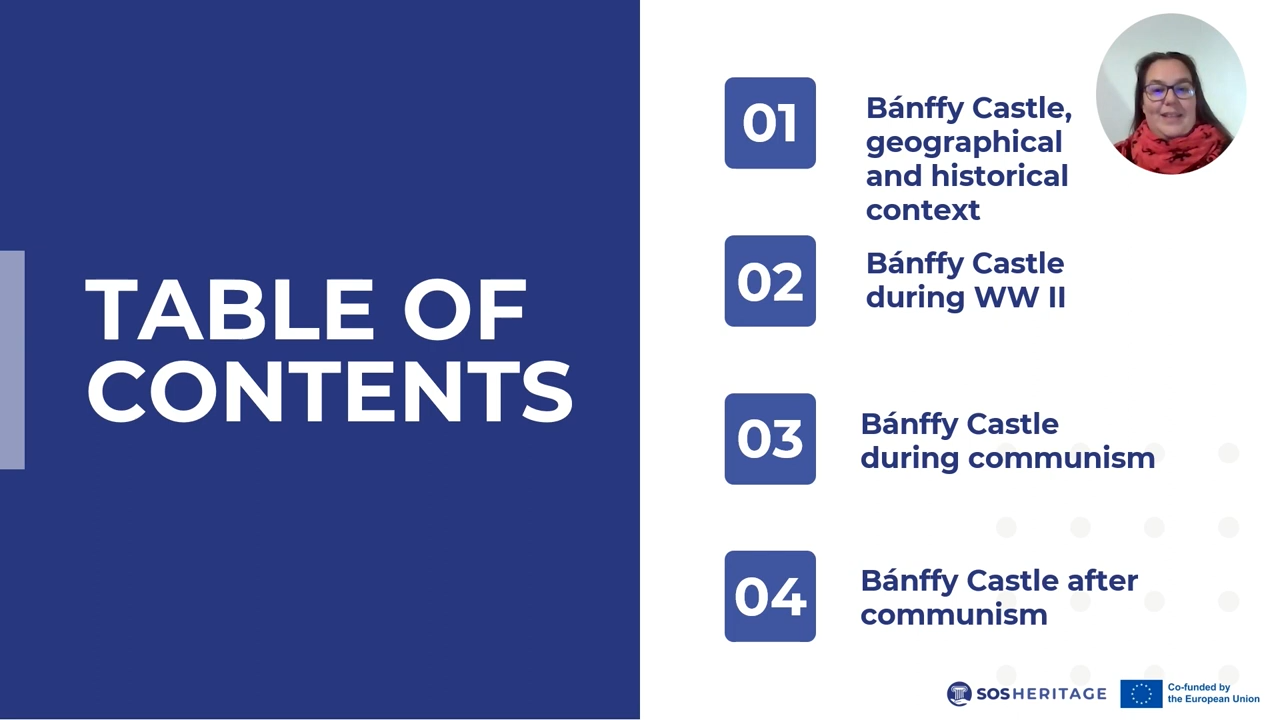 TABLE OF
CONTENTS
01
Bánffy Castle,
geographical
and historical
context
02
Bánffy Castle
during WW II
03
Bánffy Castle
during communism
04
Bánffy Castle after
communism
SOSHERITAGE
Co-funded by
the European Union